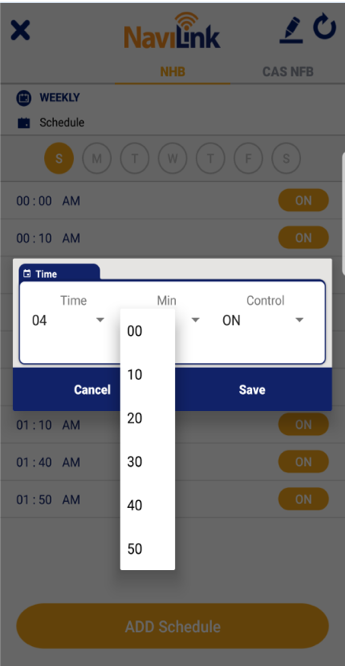 NaviLink
NHB CAS NFB
WEEKLY
Schedule
S M T W T F S
00 : 00 AM ON
00 : 10 AM ON
Time
Time Min Control
04 ON
00
10
20
30
40
50
Cancel Save
01 : 10 AM ON
01 : 40 AM ON
01 : 50 AM ON
ADD Schedule